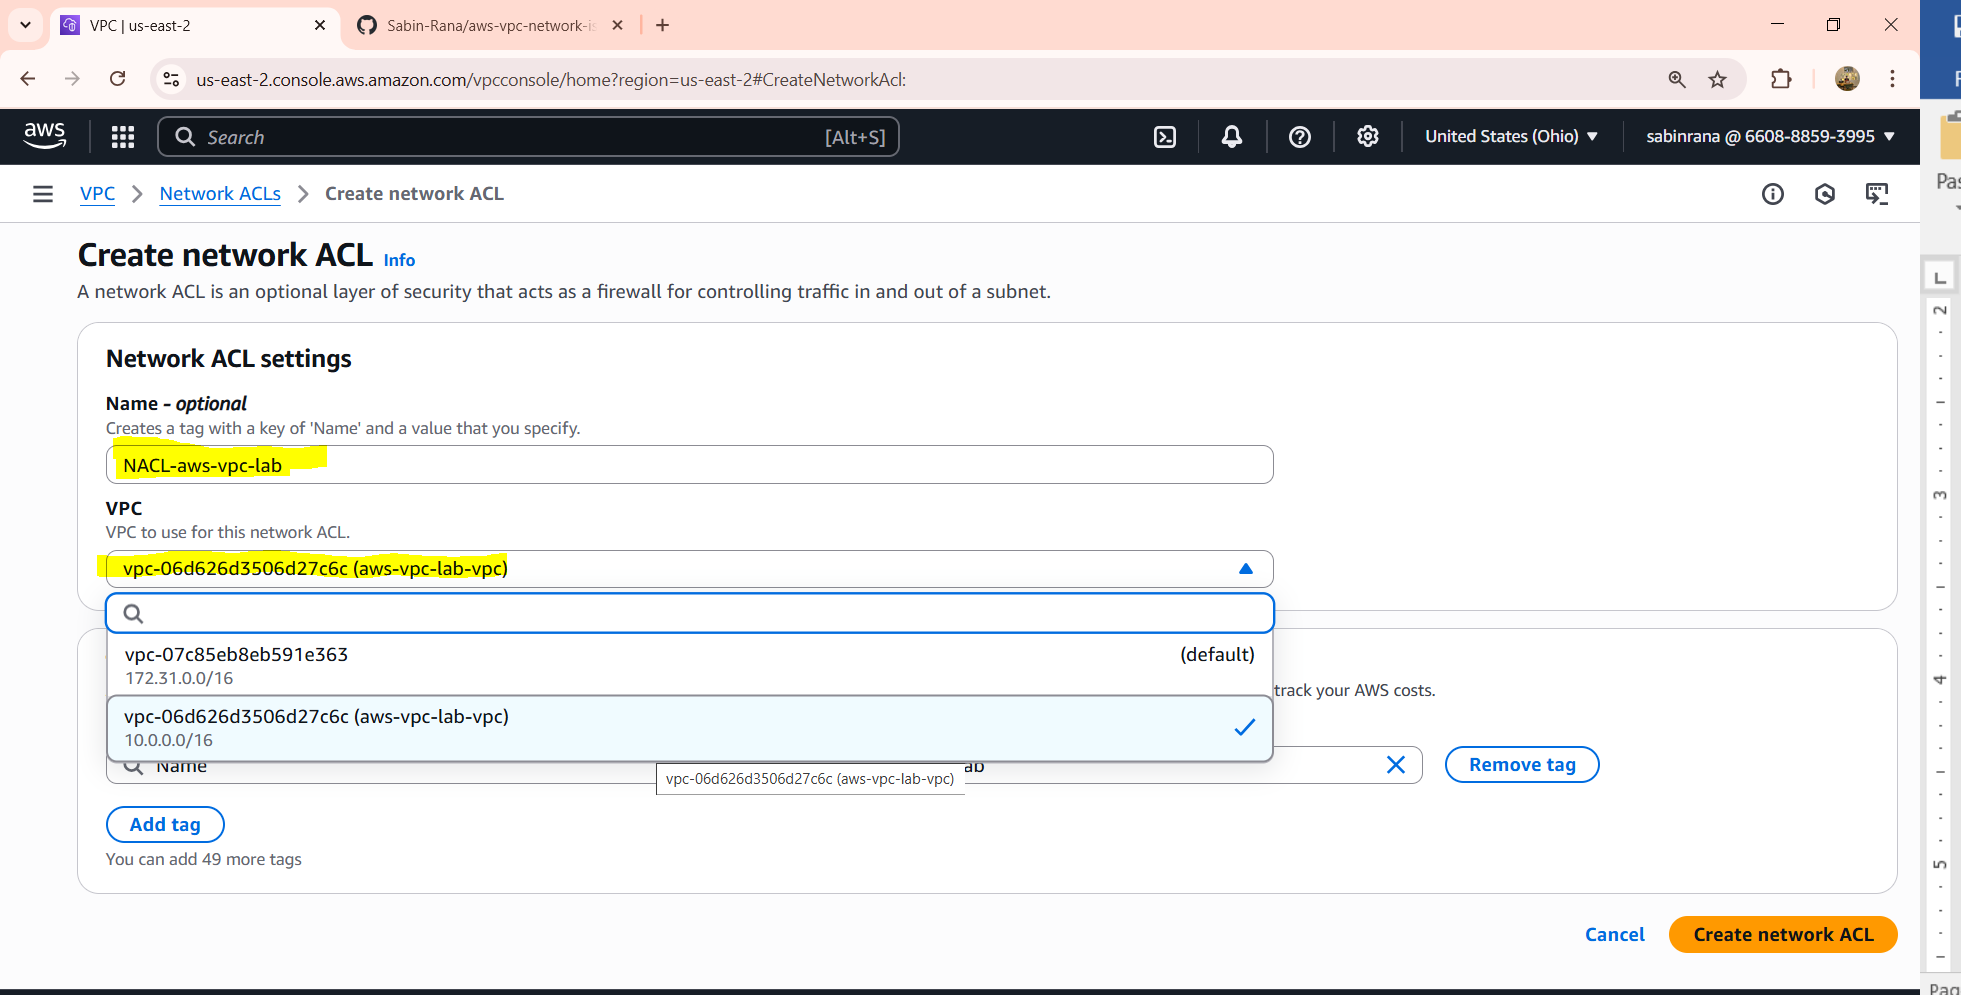 VPC | us-east-2
Sabin-Rana/aws-vpc-network-is
us-east-2.console.aws.amazon.com/vpcconsole/home?region=us-east-2#CreateNetworkAcl:
aws
Search
[Alt+S]
United States (Ohio)
sabinrana @ 6608-8859-3995
VPC
Network ACLs
Create network ACL
Create network ACL Info
A network ACL is an optional layer of security that acts as a firewall for controlling traffic in and out of a subnet.
Network ACL settings
Name - optional
Creates a tag with a key of 'Name' and a value that you specify.
NACL-aws-vpc-lab
VPC
VPC to use for this network ACL.
vpc-06d626d3506d27c6c (aws-vpc-lab-vpc)
vpc-07c85eb8eb591e363 (default)
172.31.0.0/16
track your AWS costs.
vpc-06d626d3506d27c6c (aws-vpc-lab-vpc)
10.0.0.0/16
Name
ab
Remove tag
vpc-06d626d3506d27c6c (aws-vpc-lab-vpc)
Add tag
You can add 49 more tags
Cancel
Create network ACL
Pas
L
2
3
4
5
Pag